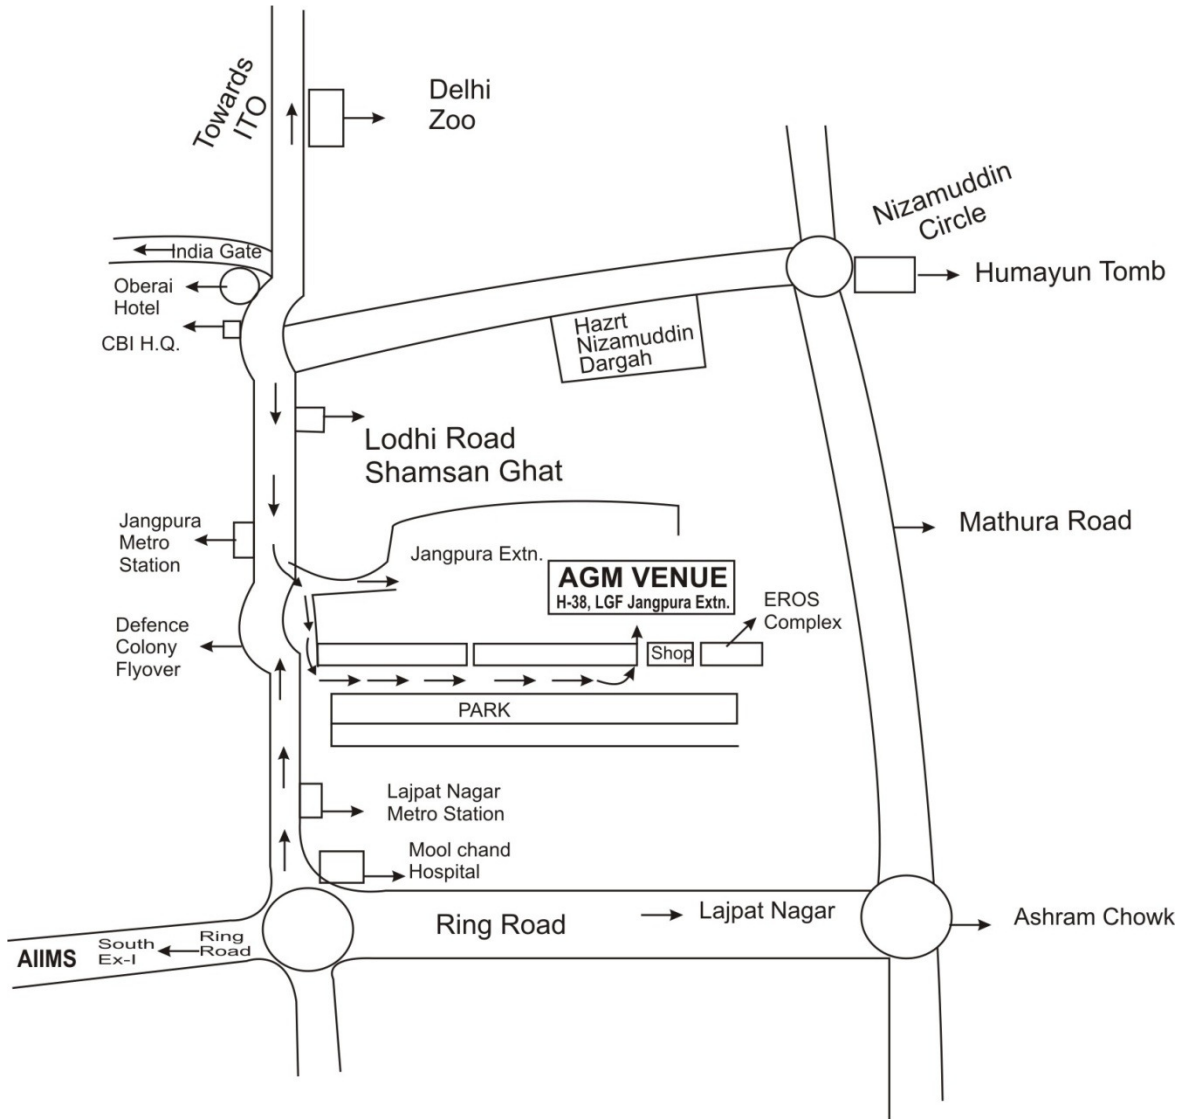 Towards
ITO
Delhi
Zoo
Nizamuddin
Circle
India Gate
Oberai
Hotel
Humayun Tomb
CBI H.Q.
Hazrt
Nizamuddin
Dargah
Lodhi Road
Shamsan Ghat
Jangpura
Metro
Station
Mathura Road
Jangpura Extn.
AGM VENUE
H-38, LGF Jangpura Extn.
EROS
Complex
Defence
Colony
Flyover
Shop
PARK
Lajpat Nagar
Metro Station
Mool chand
Hospital
Ring Road
Lajpat Nagar
Ashram Chowk
AIIMS
South
Ex-I
Ring
Road